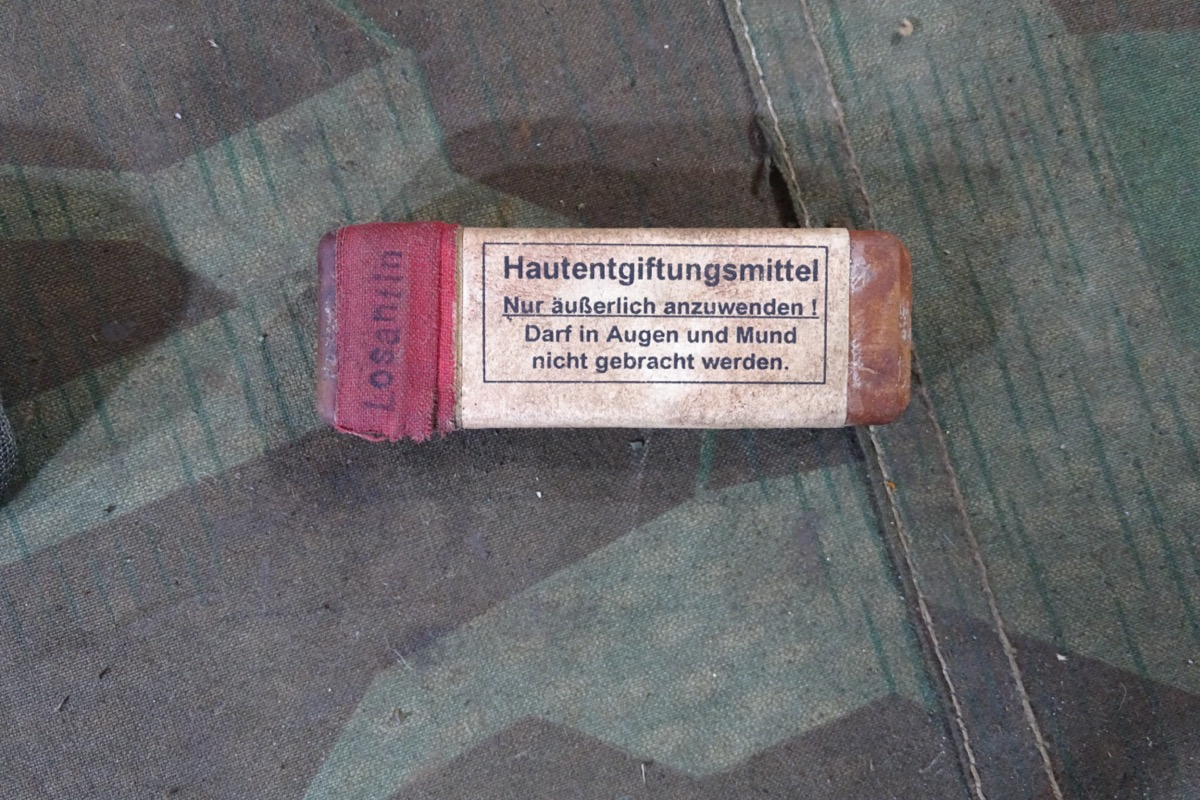 Losantin
Hautentgiftungsmittel
Nur äußerlich anzuwenden !
Darf in Augen und Mund
nicht gebracht werden.